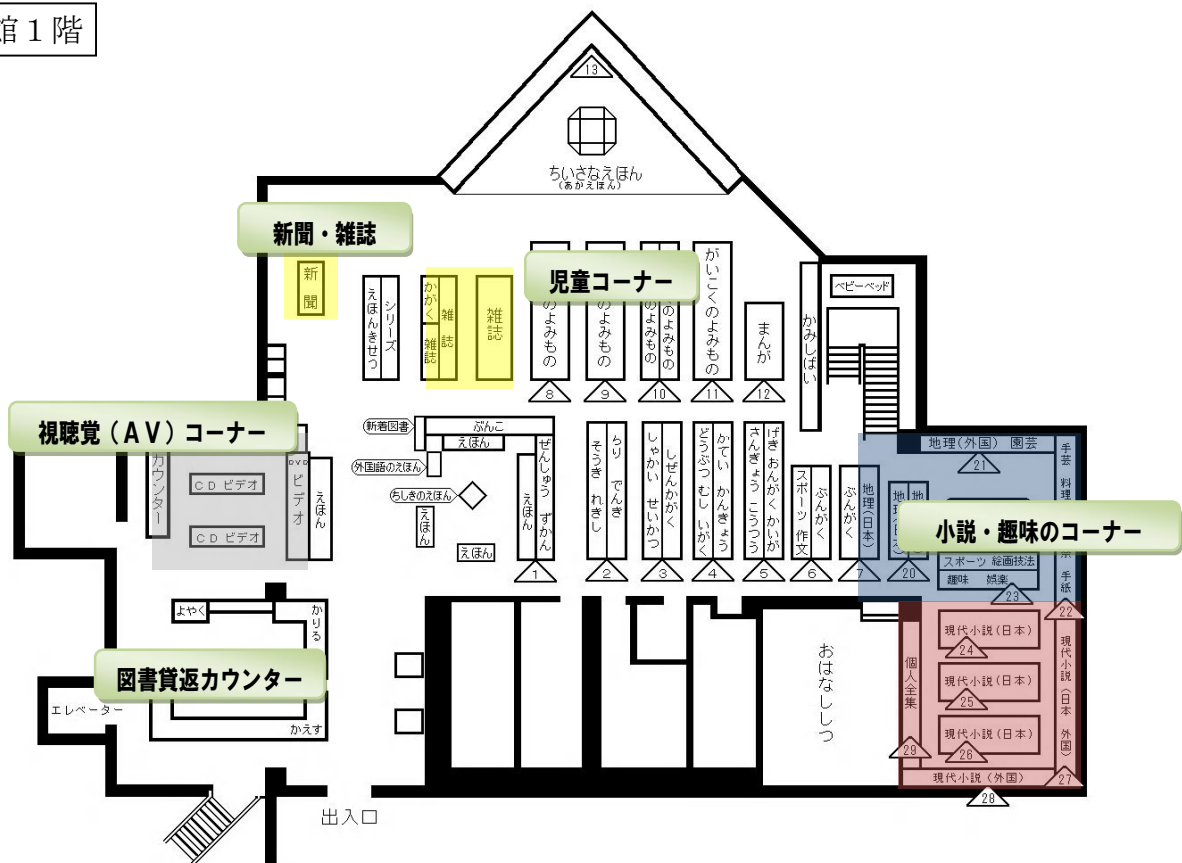 館1階
13
ちいさなえほん
(あかえほん)
新聞・雑誌
新聞
えほんきせつ
シリーズ
かがく
雑誌
雑誌
雑誌
児童コーナー
のよみもの
のよみもの
のよみもの
のよみもの
がいこくのよみもの
まんが
かみしばい
ベビーベッド
8
9
10
11
12
視聴覚(AV)コーナー
カウンター
CD ビデオ
CD ビデオ
DVD
ビデオ
えほん
新着図書
ぶんこ
えほん
外国語のえほん
ちしきのえほん
えほん
えほん
えほん
ぜんしゅう ずかん
そうぎ れきし
ちり でんき
しゃかい せいかつ
しぜんかがく
どうぶつ むし いがく
かてい かんきょう
さんぎょう こうつう
げき おんがく かいが
スポーツ 作文
ぶんがく
ぶんがく
地理(日本)
1
2
3
4
5
6
7
20
地理(外国) 園芸
21
手芸 料理
手紙
小説・趣味のコーナー
スポーツ 絵画技法
趣味 娯楽
23
22
現代小説(日本)
24
現代小説(日本)
25
現代小説(日本)
26
個人全集
29
現代小説(日本 外国)
27
現代小説(外国)
28
おはなししつ
よやく
かりる
図書貸返カウンター
かえす
エレベーター
出入口